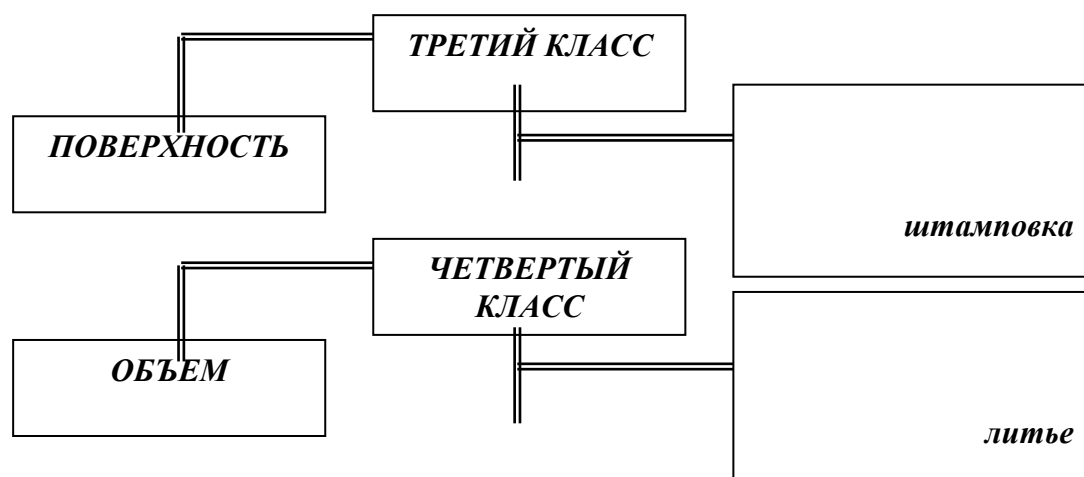 ТРЕТИЙ КЛАСС
ПОВЕРХНОСТЬ
штамповка
ЧЕТВЕРТЫЙ
КЛАСС
ОБЪЕМ
литье